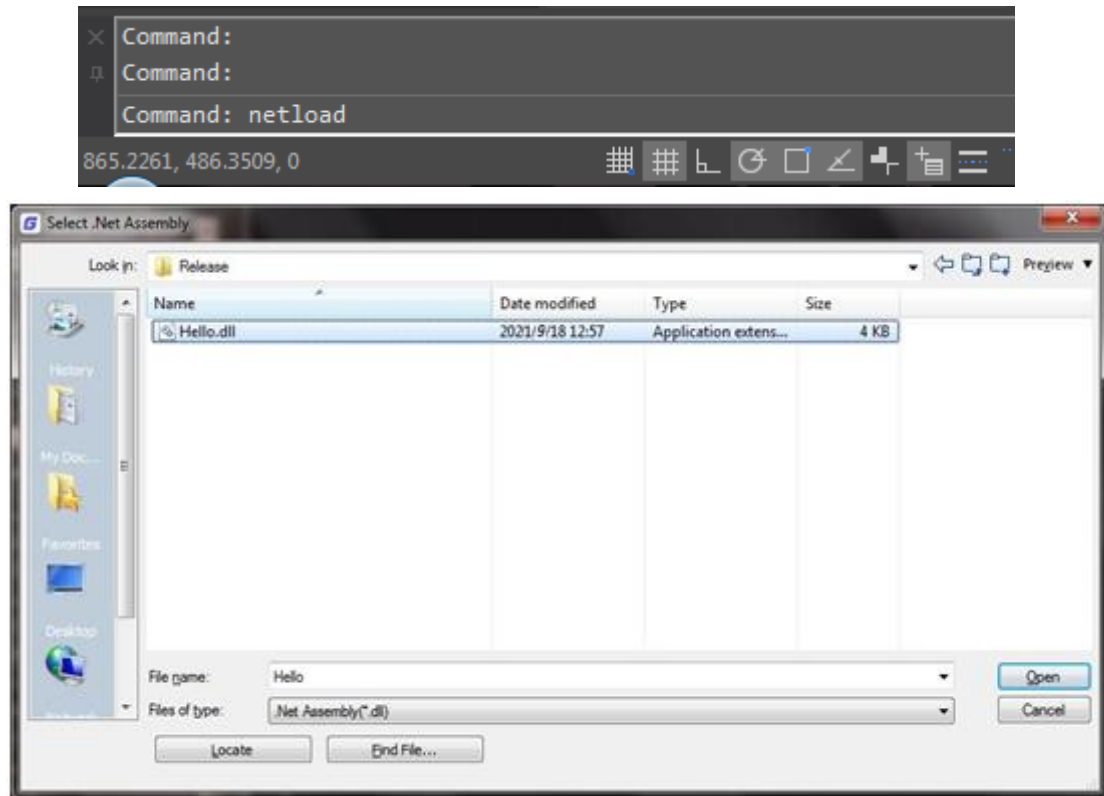 Command:
Command:
Command: netload
865.2261, 486.3509, 0
Select .Net Assembly
Look in: Release Preview
Name Date modified Type Size
Hello.dll 2021/9/18 12:57 Application extens... 4 KB
History
My Doc...
Favorites
Desktop
File name: Hello Open
Files of type: .Net Assembly(*.dll) Cancel
Locate Find File...